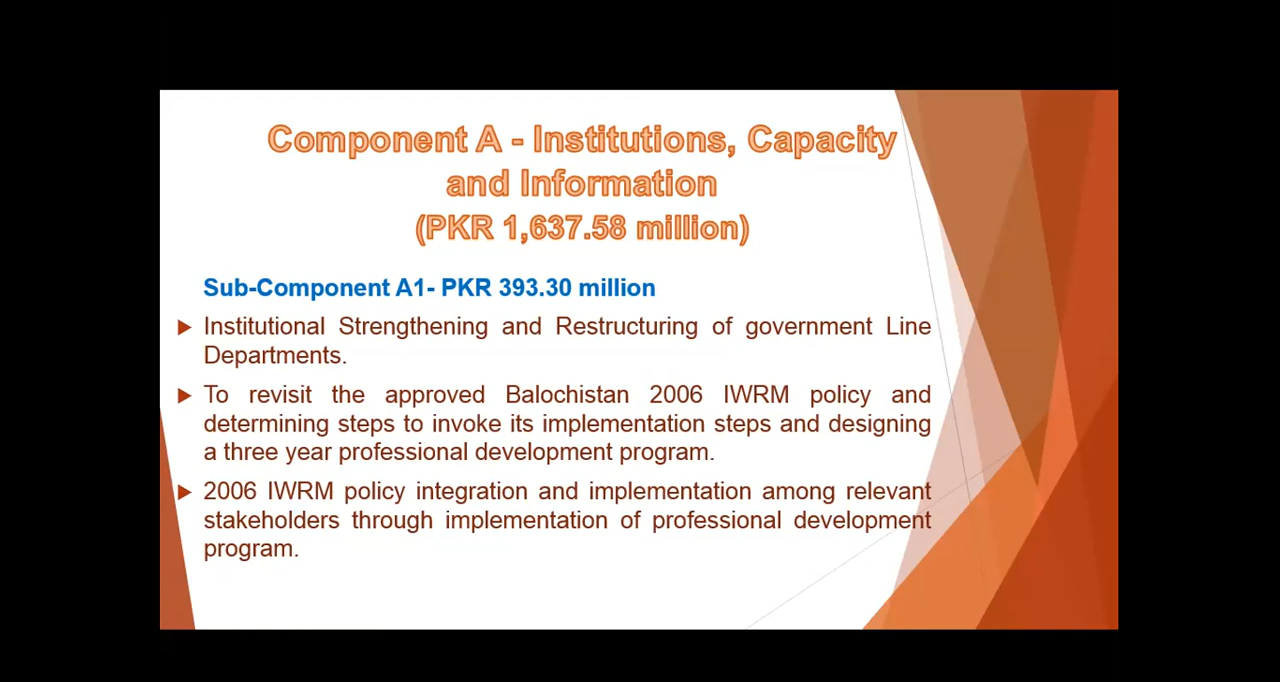 Component A - Institutions, Capacity
and Information
(PKR 1,637.58 million)
Sub-Component A1- PKR 393.30 million
Institutional Strengthening and Restructuring of government Line
Departments.
To revisit the approved Balochistan 2006 IWRM policy and
determining steps to invoke its implementation steps and designing
a three year professional development program.
2006 IWRM policy integration and implementation among relevant
stakeholders through implementation of professional development
program.